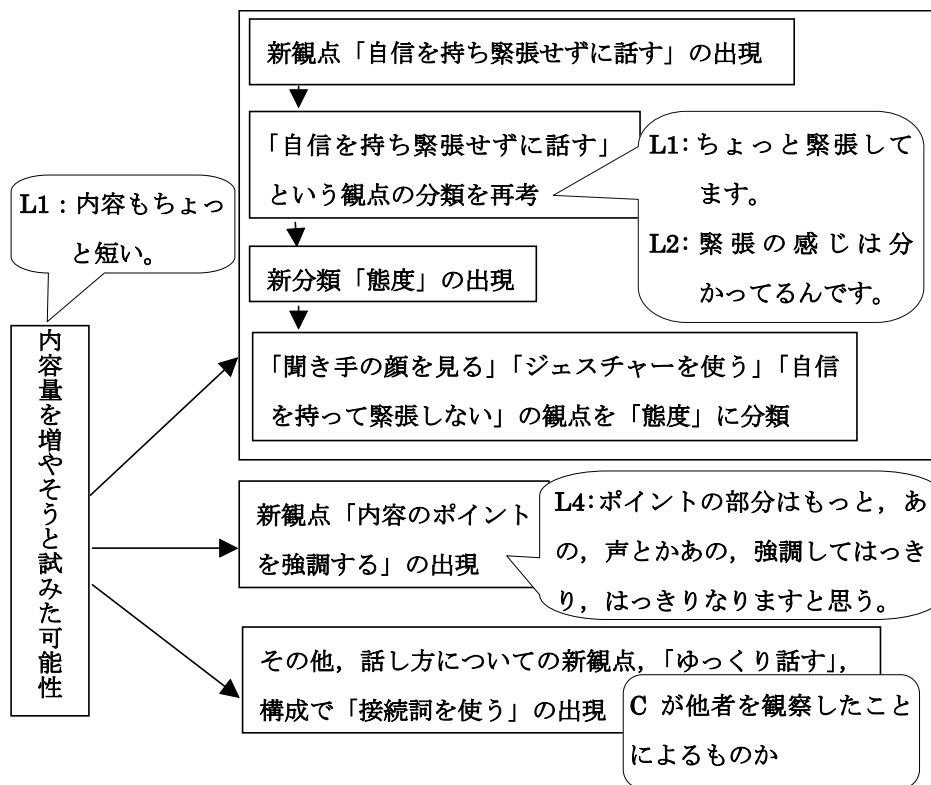 新観点「自信を持ち緊張せずに話す」の出現
「自信を持ち緊張せずに話す」
という観点の分類を再考
L1：ちょっと緊張して
ます。
L2：緊張の感じは分
かってるんです。
L1：内容もちょっ
と短い。
新分類「態度」の出現
内容量を増やそうと試みた可能性
「聞き手の顔を見る」「ジェスチャーを使う」「自信
を持って緊張しない」の観点を「態度」に分類
新観点「内容のポイント
を強調する」の出現
L4：ポイントの部分はもっと，あ
の，声とかあの，強調してはっき
り，はっきりなりますと思う。
その他，話し方についての新観点，「ゆっくり話す」，
構成で「接続詞を使う」の出現
C が他者を観察したこと
によるものか